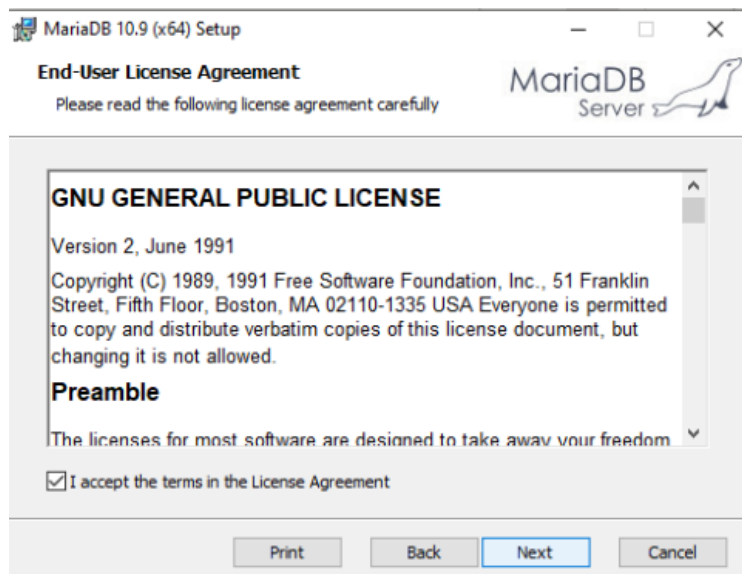 MariaDB 10.9 (x64) Setup
End-User License Agreement
Please read the following license agreement carefully
MariaDB
Server
GNU GENERAL PUBLIC LICENSE
Version 2, June 1991
Copyright (C) 1989, 1991 Free Software Foundation, Inc., 51 Franklin
Street, Fifth Floor, Boston, MA 02110-1335 USA Everyone is permitted
to copy and distribute verbatim copies of this license document, but
changing it is not allowed.
Preamble
The licenses for most software are designed to take away your freedom
I accept the terms in the License Agreement
Print Back Next Cancel